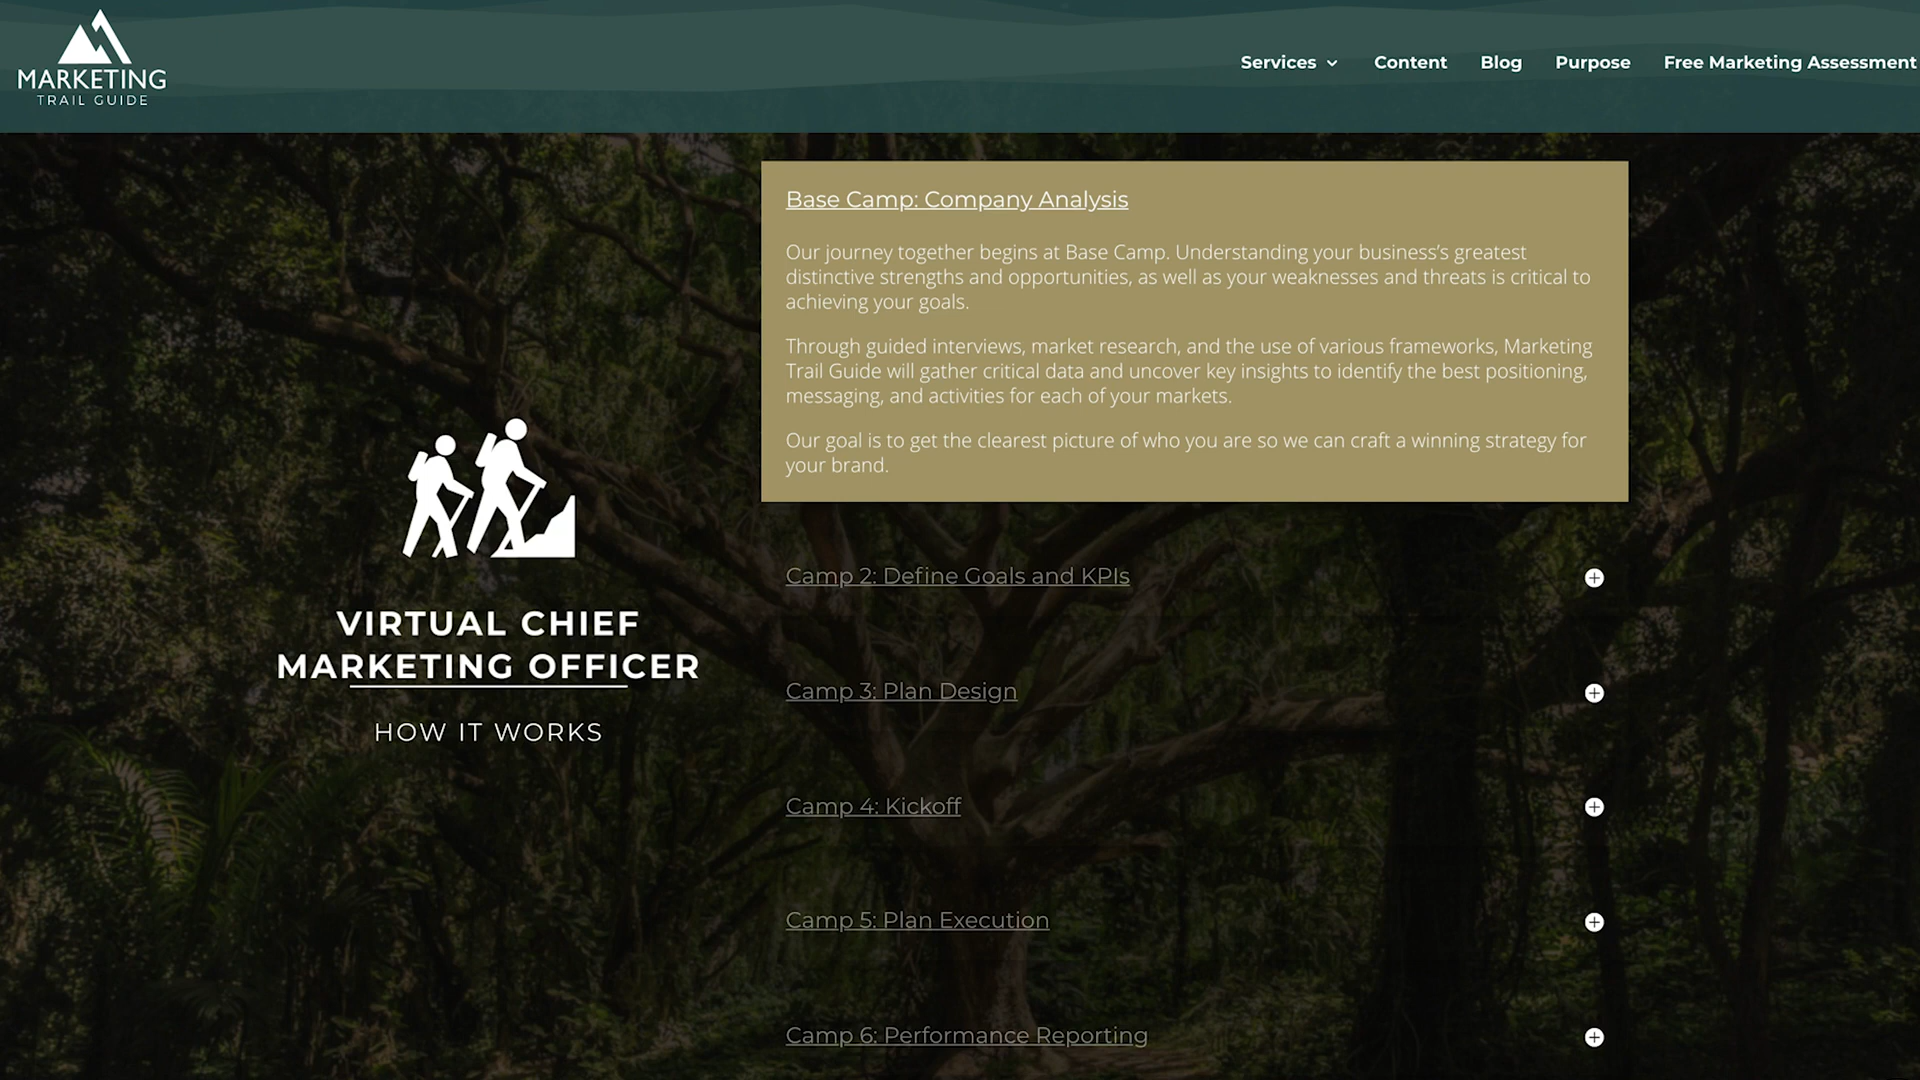 MARKETING
TRAIL GUIDE
Services
Content
Blog
Purpose
Free Marketing Assessment
Base Camp: Company Analysis
Our journey together begins at Base Camp. Understanding your business’s greatest
distinctive strengths and opportunities, as well as your weaknesses and threats is critical to
achieving your goals.
Through guided interviews, market research, and the use of various frameworks, Marketing
Trail Guide will gather critical data and uncover key insights to identify the best positioning,
messaging, and activities for each of your markets.
Our goal is to get the clearest picture of who you are so we can craft a winning strategy for
your brand.
VIRTUAL CHIEF
MARKETING OFFICER
HOW IT WORKS
Camp 2: Define Goals and KPIs
Camp 3: Plan Design
Camp 4: Kickoff
Camp 5: Plan Execution
Camp 6: Performance Reporting